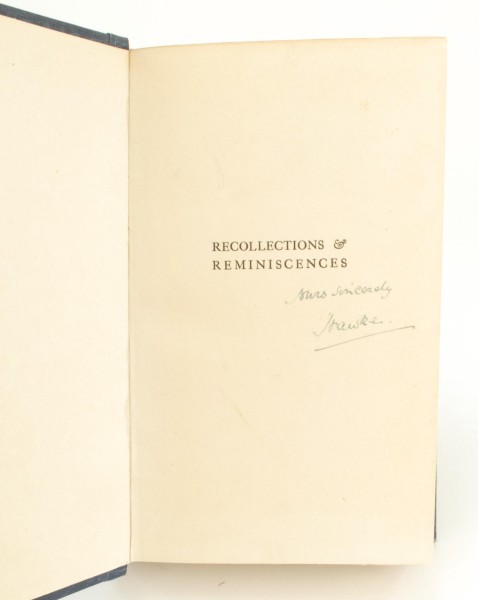 RECOLLECTIONS &
REMINISCENCES
Yours sincerely
Hawke.